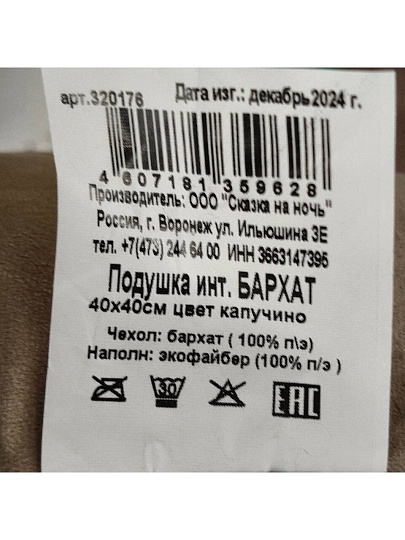 арт.320176 Дата изг.: декабрь 2024 г.
4 607181 359628
Производитель: ООО "Сказка на ночь"
Россия, г. Воронеж ул. Ильюшина 3Е
тел. +7(473) 244 64 00 ИНН 3663147395
Подушка инт. БАРХАТ
40х40см цвет капучино
Чехол: бархат ( 100% п\э)
Наполн: экофайбер (100% п/э )
30 ЕАС